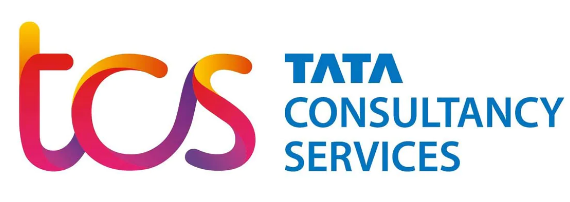 tcs
TATA
CONSULTANCY
SERVICES